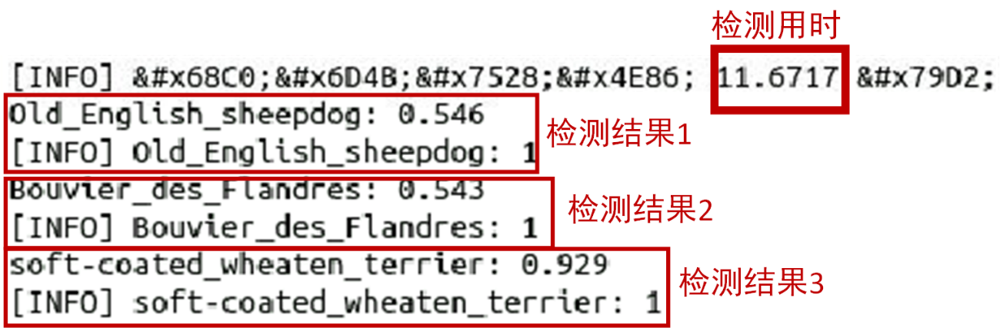 检测用时
[INFO] &#x68C0;&#x6D4B;&#x7528;&#x4E86; 11.6717 &#x79D2;
Old_English_sheepdog: 0.546
[INFO] Old_English_sheepdog: 1
检测结果1
Bouvier_des_Flandres: 0.543
[INFO] Bouvier_des_Flandres: 1
检测结果2
soft-coated_wheaten_terrier: 0.929
[INFO] soft-coated_wheaten_terrier: 1
检测结果3